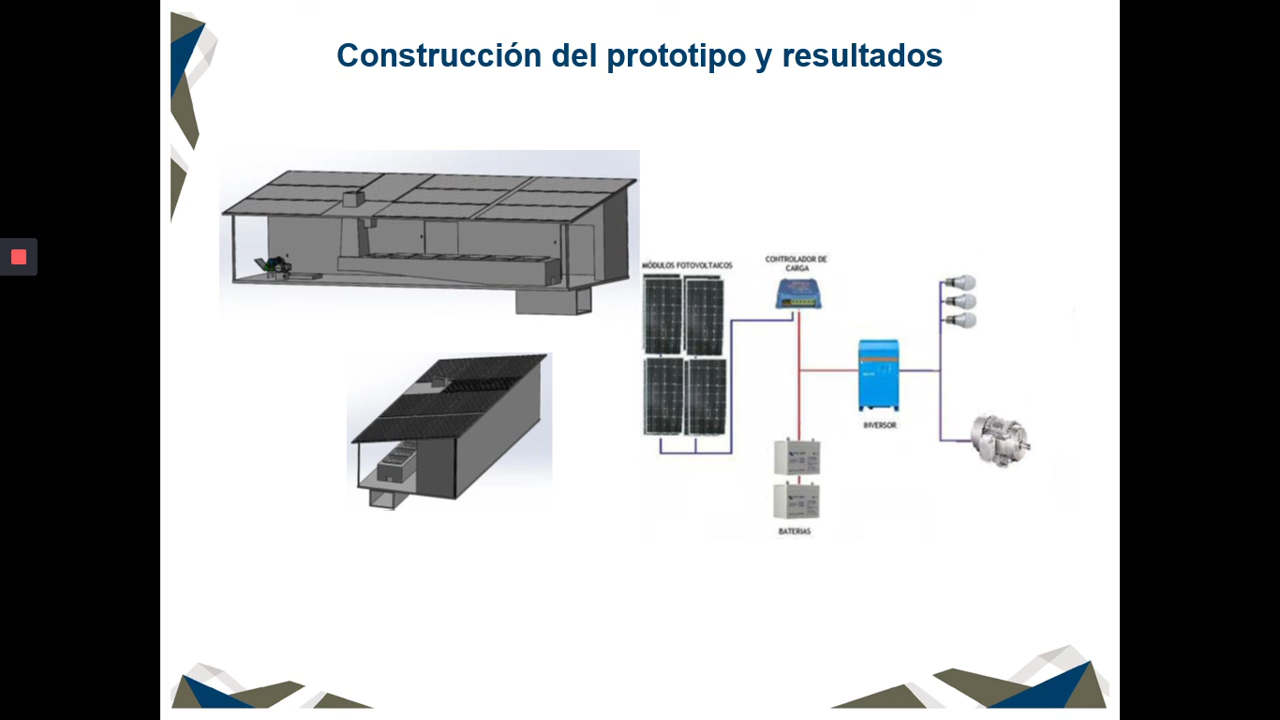 Construcción del prototipo y resultados
MÓDULOS FOTOVOLTAICOS
CONTROLADOR DE
CARGA
INVERSOR
BATERIAS